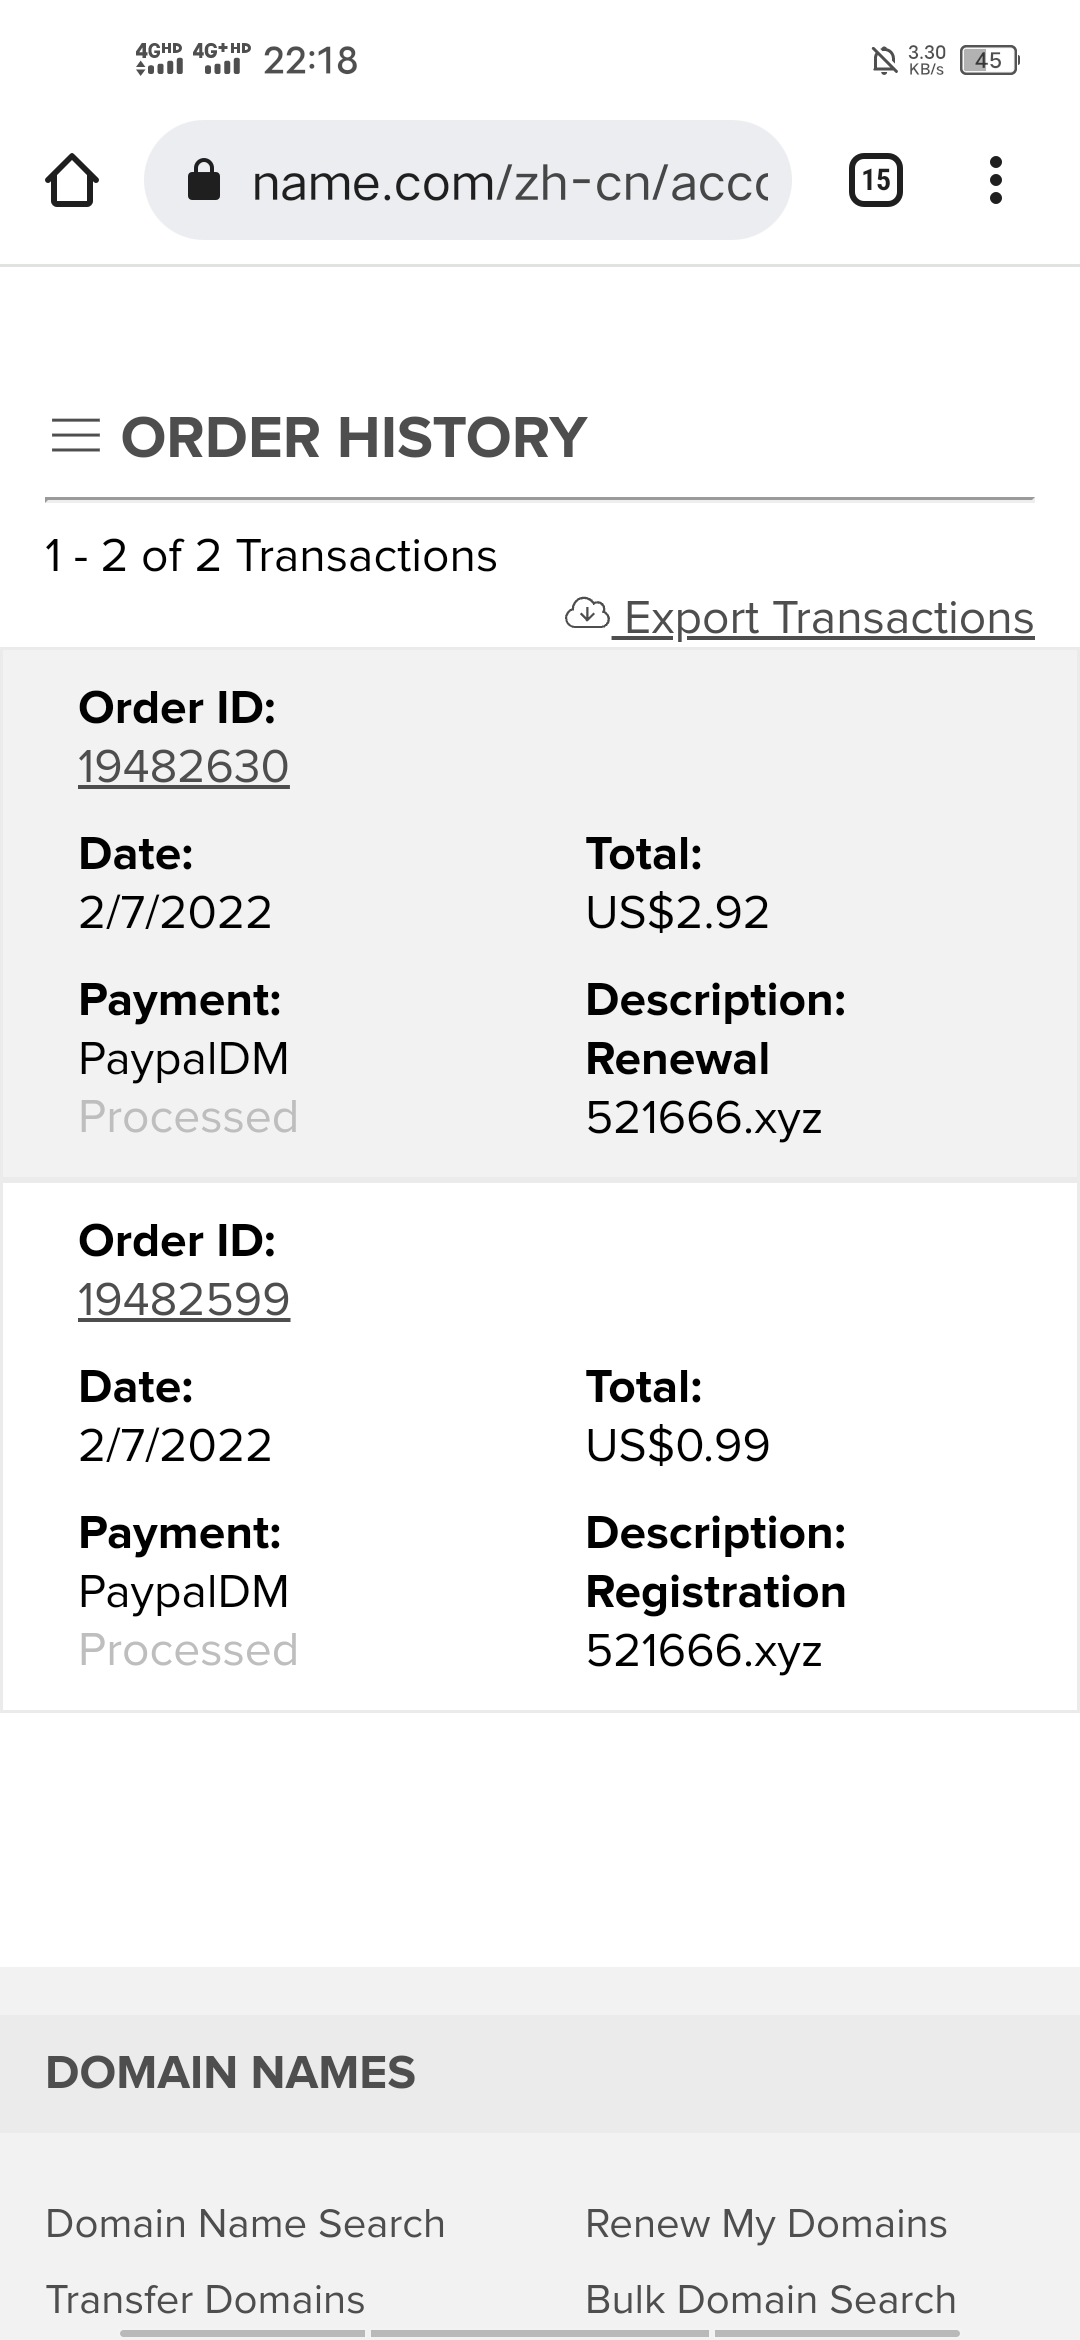 4GHD 4G+HD 22:18 3.30 KB/s 45
name.com/zh-cn/acc
15
ORDER HISTORY
1 - 2 of 2 Transactions
Export Transactions
Order ID:
19482630
Date: Total:
2/7/2022 US$2.92
Payment: Description:
PaypalDM Renewal
Processed 521666.xyz
Order ID:
19482599
Date: Total:
2/7/2022 US$0.99
Payment: Description:
PaypalDM Registration
Processed 521666.xyz
DOMAIN NAMES
Domain Name Search Renew My Domains
Transfer Domains Bulk Domain Search